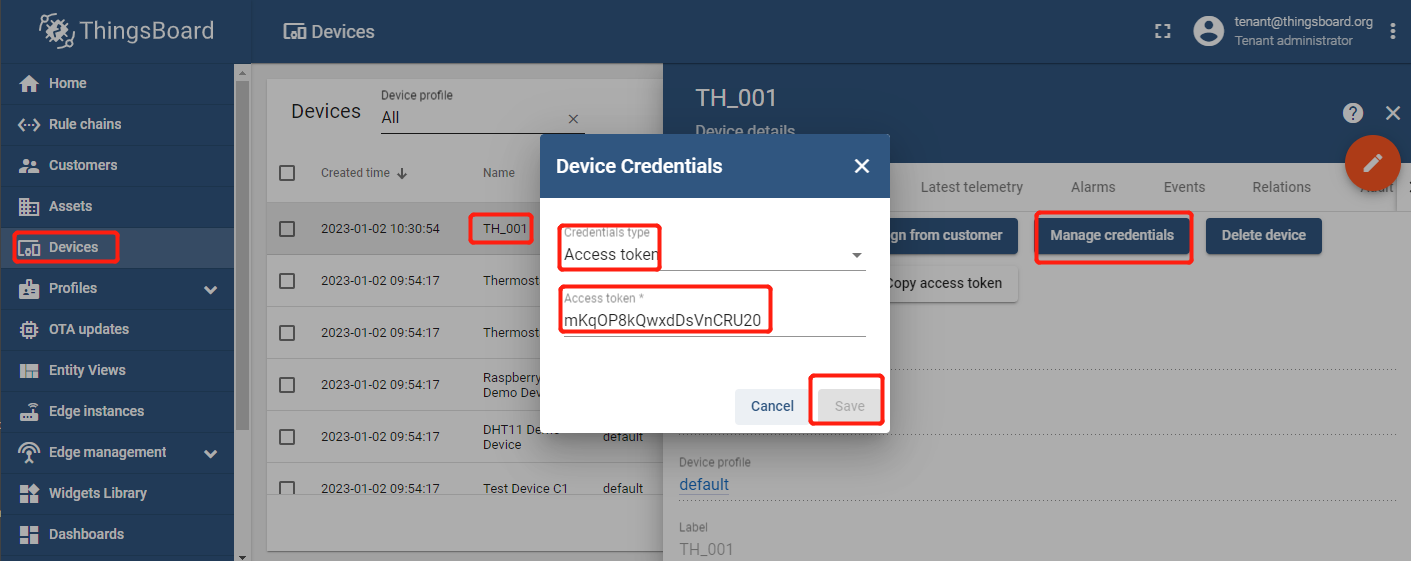 ThingsBoard
Devices
tenant@thingsboard.org
Tenant administrator
Home
Rule chains
Customers
Assets
Devices
Profiles
OTA updates
Entity Views
Edge instances
Edge management
Widgets Library
Dashboards
Devices
Device profile
All
Created time
Name
2023-01-02 10:30:54
TH_001
2023-01-02 09:54:17
Thermost
2023-01-02 09:54:17
Thermost
2023-01-02 09:54:17
Raspberry
Demo Dev
2023-01-02 09:54:17
DHT11 Demo
Device
default
2023-01-02 09:54:17
Test Device C1
default
TH_001
Device details
Latest telemetry
Alarms
Events
Relations
Audit
gn from customer
Manage credentials
Delete device
Copy access token
Device profile
default
Label
TH_001
Device Credentials
Credentials type
Access token
Access token *
mKqOP8kQwxdDsVnCRU20
Cancel
Save